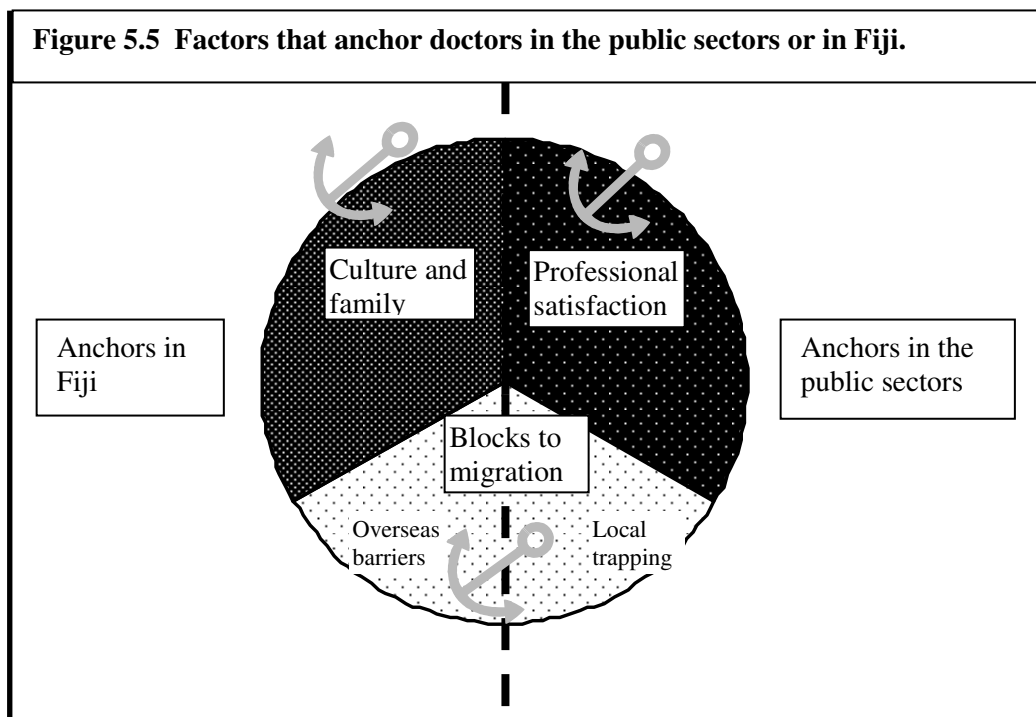 Figure 5.5 Factors that anchor doctors in the public sectors or in Fiji.
Culture and
family
Professional
satisfaction
Anchors in
Fiji
Anchors in the
public sectors
Blocks to
migration
Overseas
barriers
Local
trapping